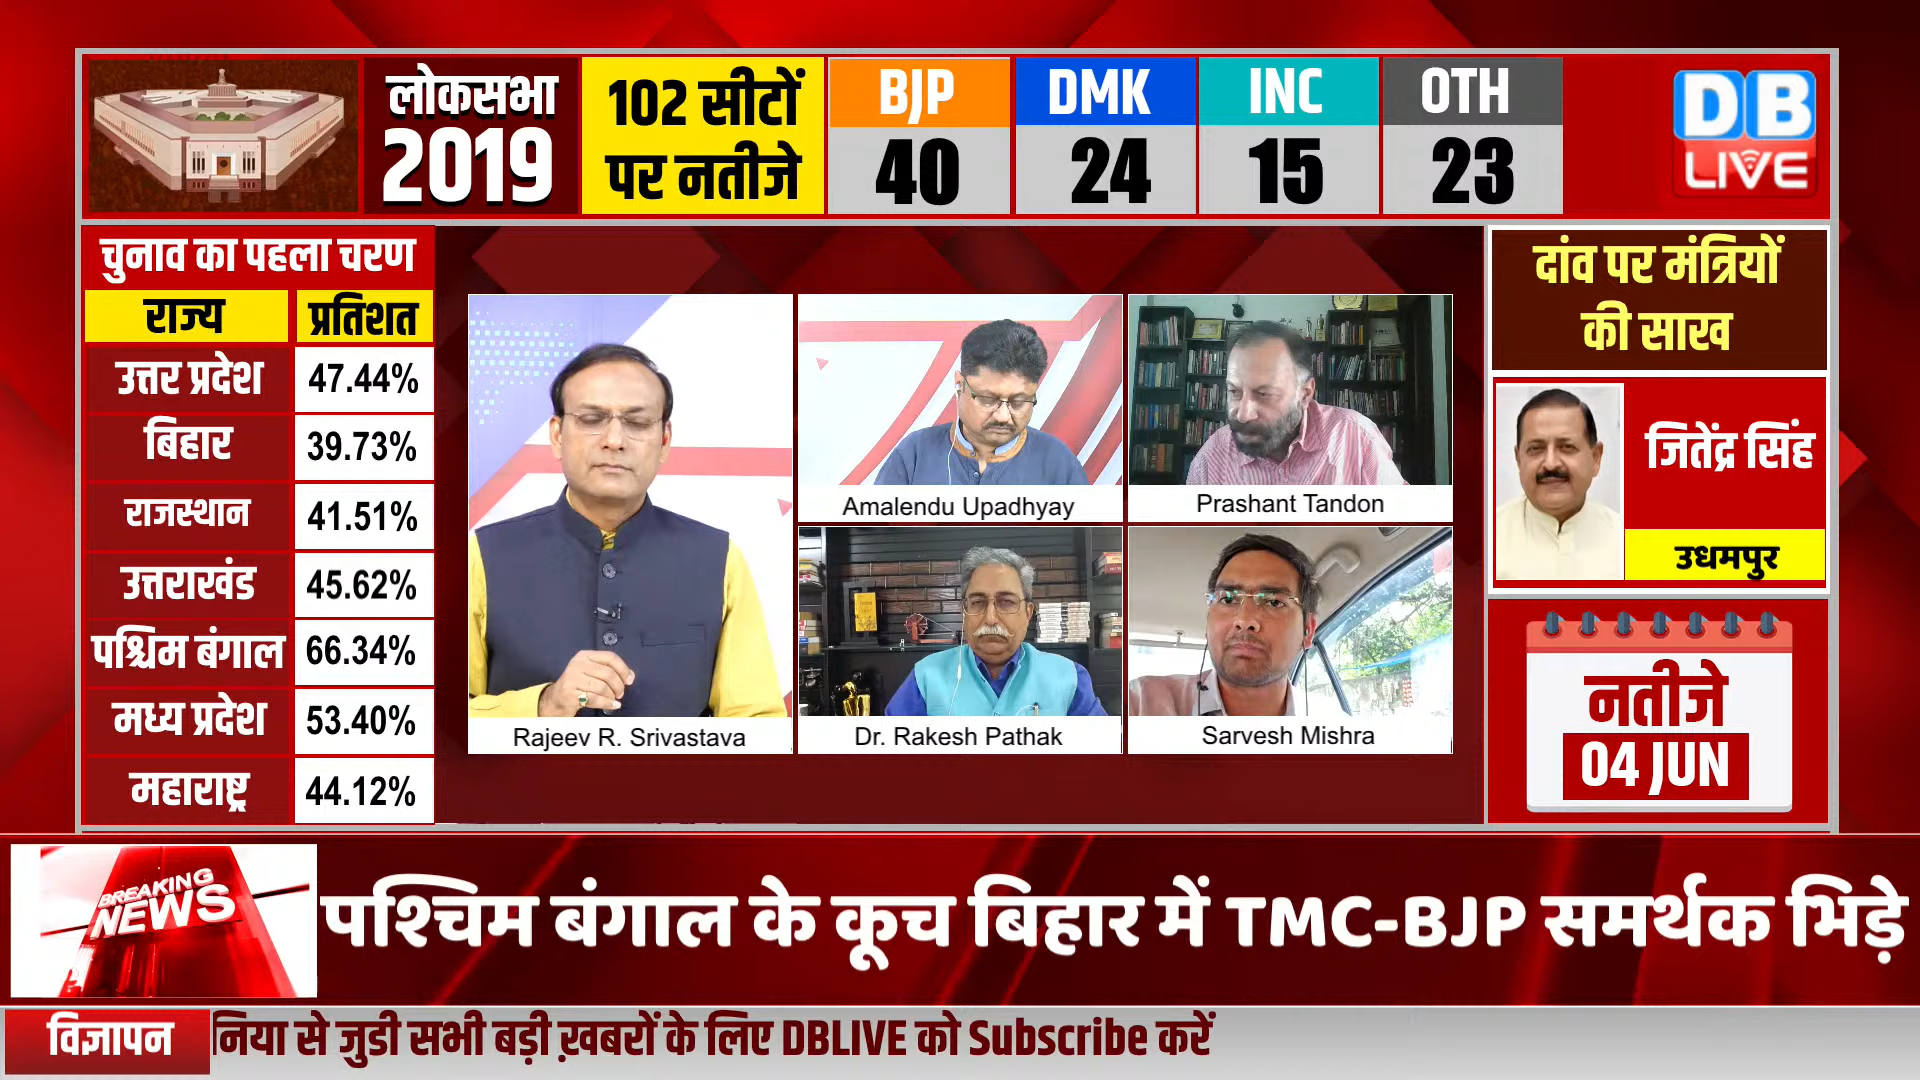 लोकसभा
2019
102 सीटों
पर नतीजे
BJP
40
DMK
24
INC
15
OTH
23
DB
LIVE
चुनाव का पहला चरण
राज्य प्रतिशत
उत्तर प्रदेश 47.44%
बिहार 39.73%
राजस्थान 41.51%
उत्तराखंड 45.62%
पश्चिम बंगाल 66.34%
मध्य प्रदेश 53.40%
महाराष्ट्र 44.12%
Rajeev R. Srivastava
Amalendu Upadhyay
Prashant Tandon
Dr. Rakesh Pathak
Sarvesh Mishra
दांव पर मंत्रियों
की साख
जितेंद्र सिंह
उधमपुर
नतीजे
04 JUN
BREAKING
NEWS
पश्चिम बंगाल के कूच बिहार में TMC-BJP समर्थक भिड़े
विज्ञापन
निया से जुडी सभी बड़ी ख़बरों के लिए DBLIVE को Subscribe करें